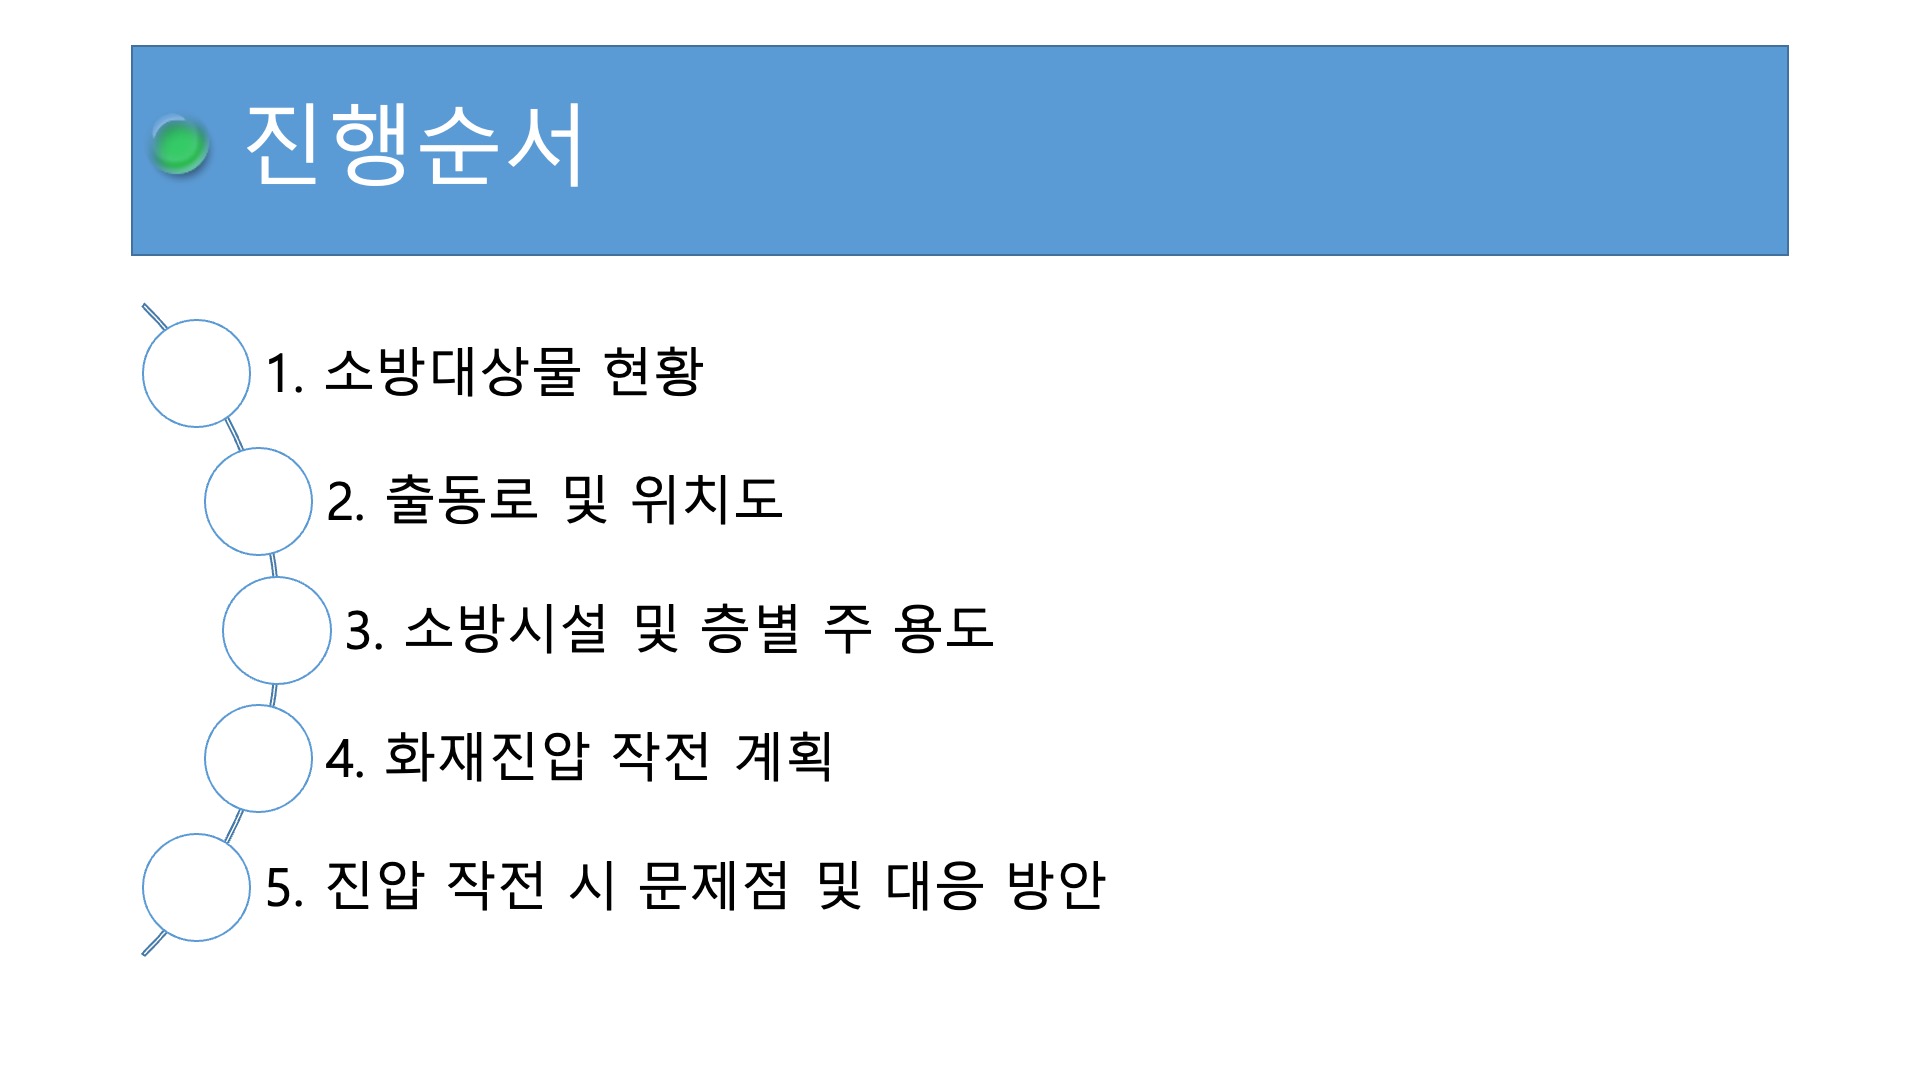 진행순서
1. 소방대상물 현황
2. 출동로 및 위치도
3. 소방시설 및 층별 주 용도
4. 화재진압 작전 계획
5. 진압 작전 시 문제점 및 대응 방안